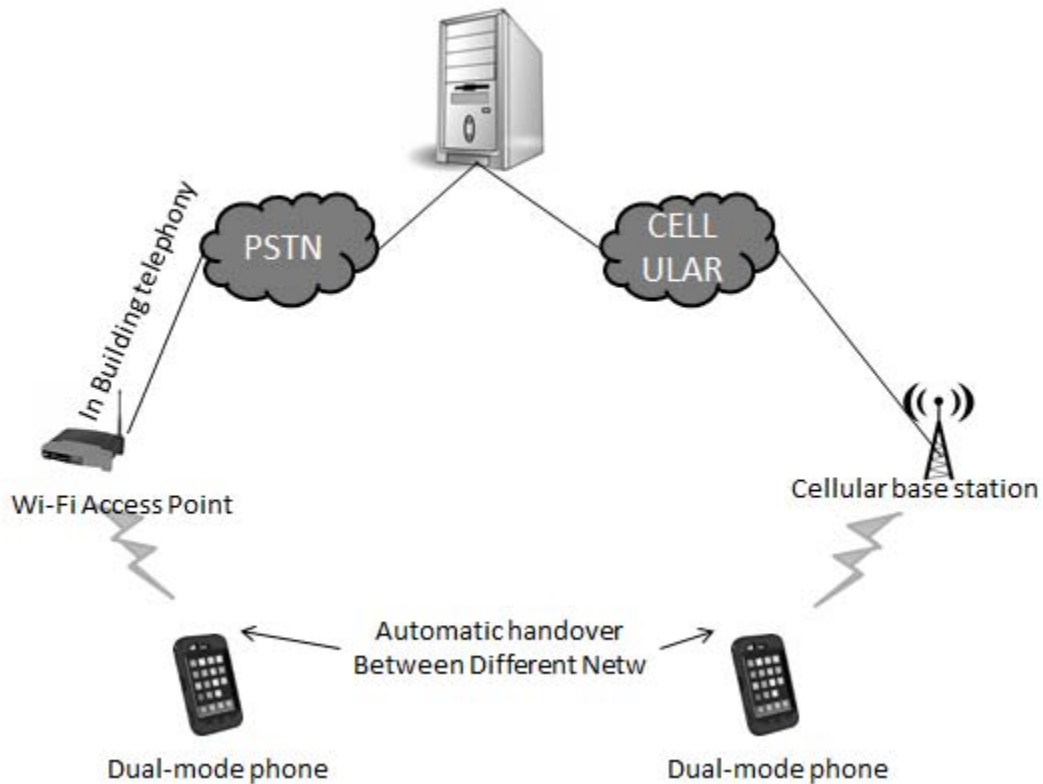 PSTN
CELL
ULAR
In Building telephony
Wi-Fi Access Point
Cellular base station
Automatic handover
Between Different Netw
Dual-mode phone
Dual-mode phone